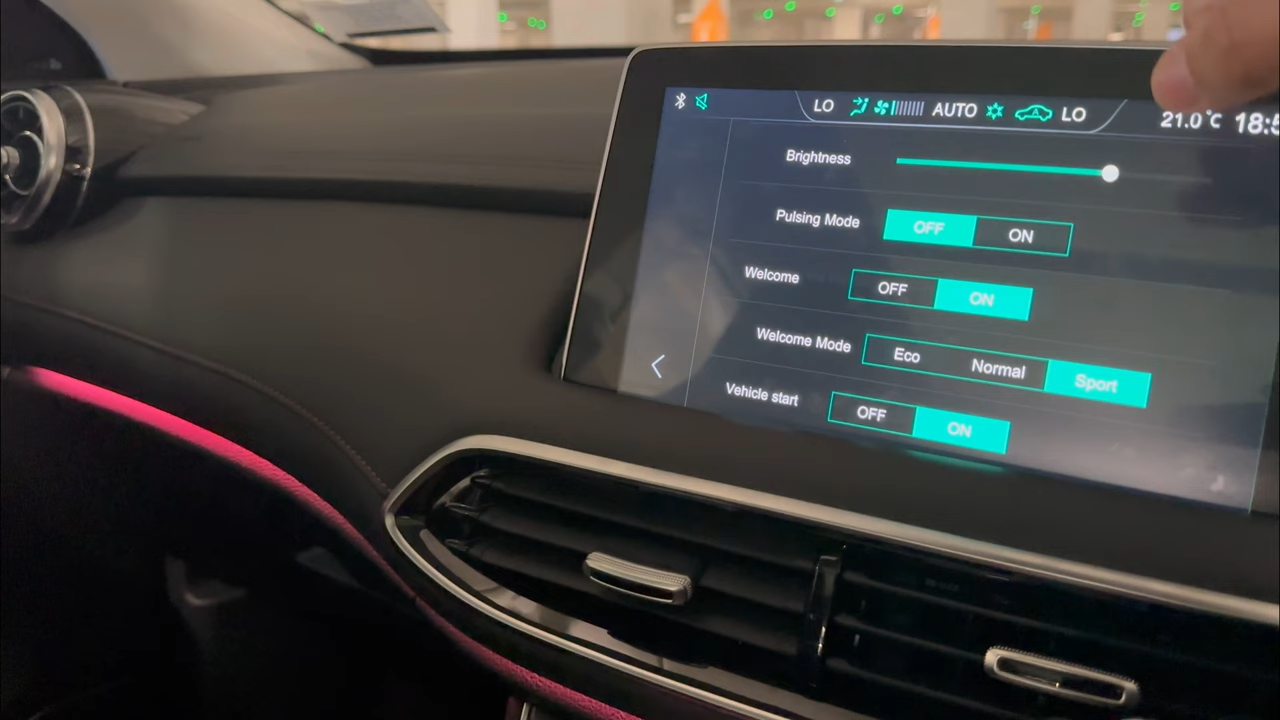 LO AUTO LO 21.0°C 18:5
Brightness
Pulsing Mode OFF ON
Welcome OFF ON
Welcome Mode Eco Normal Sport
Vehicle start OFF ON